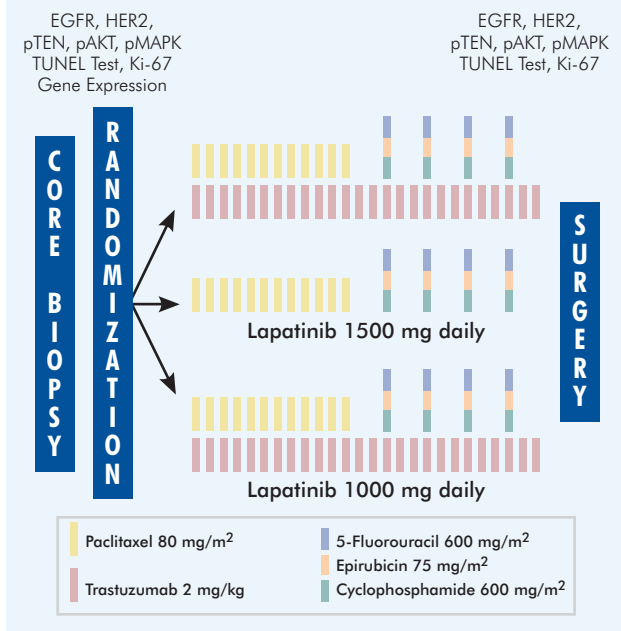 EGFR, HER2,
pTEN, pAKT, pMAPK
TUNEL Test, Ki-67
Gene Expression
EGFR, HER2,
pTEN, pAKT, pMAPK
TUNEL Test, Ki-67
CORE BIOPSY
RANDOMIZATION
SURGERY
Lapatinib 1500 mg daily
Lapatinib 1000 mg daily
Paclitaxel 80 mg/m²
Trastuzumab 2 mg/kg
5-Fluorouracil 600 mg/m²
Epirubicin 75 mg/m²
Cyclophosphamide 600 mg/m²